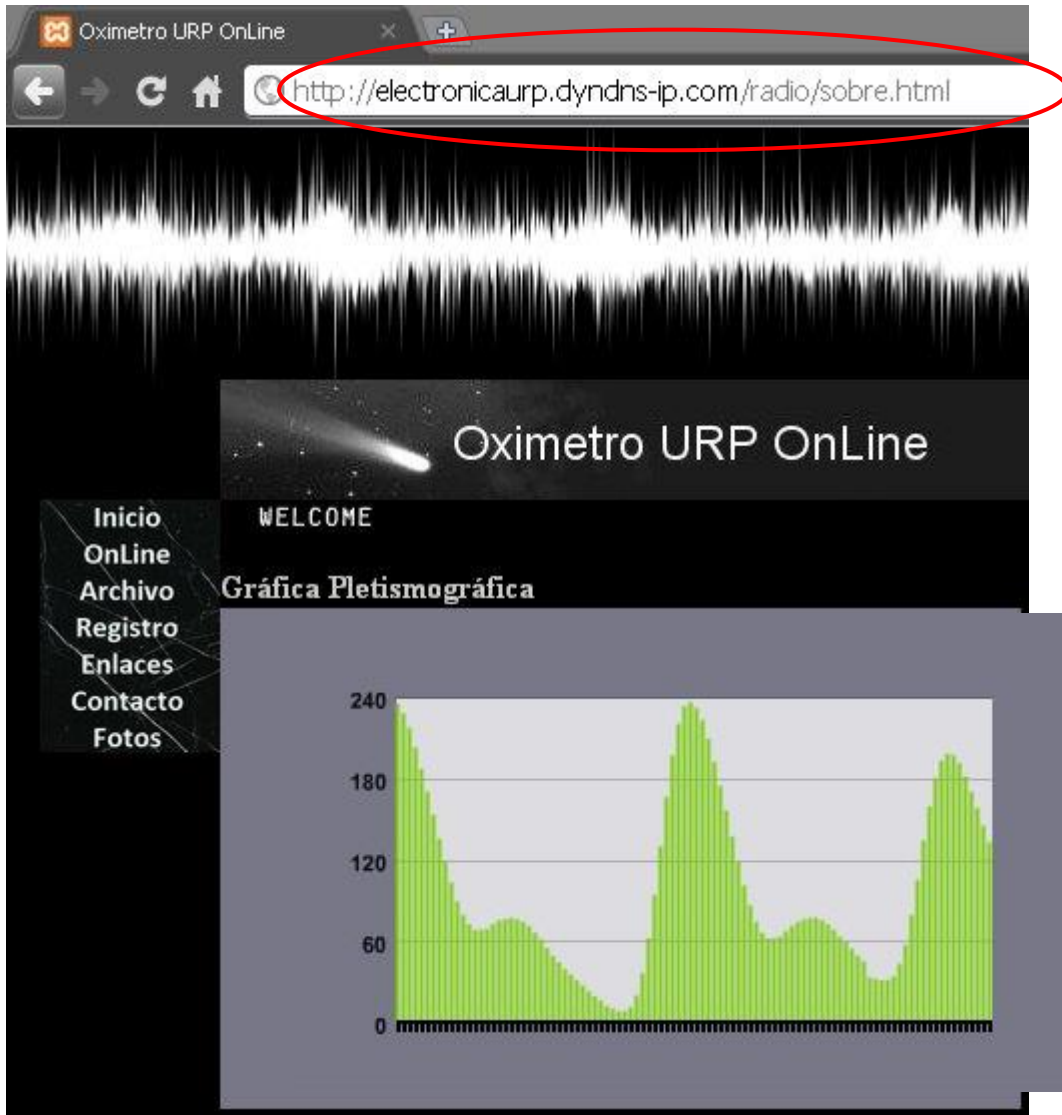 Oximetro URP OnLine
http://electronicaurp.dyndns-ip.com/radio/sobre.html
Oximetro URP OnLine
Inicio
OnLine
Archivo
Registro
Enlaces
Contacto
Fotos
WELCOME
Gráfica Pletismográfica
240
180
120
60
0